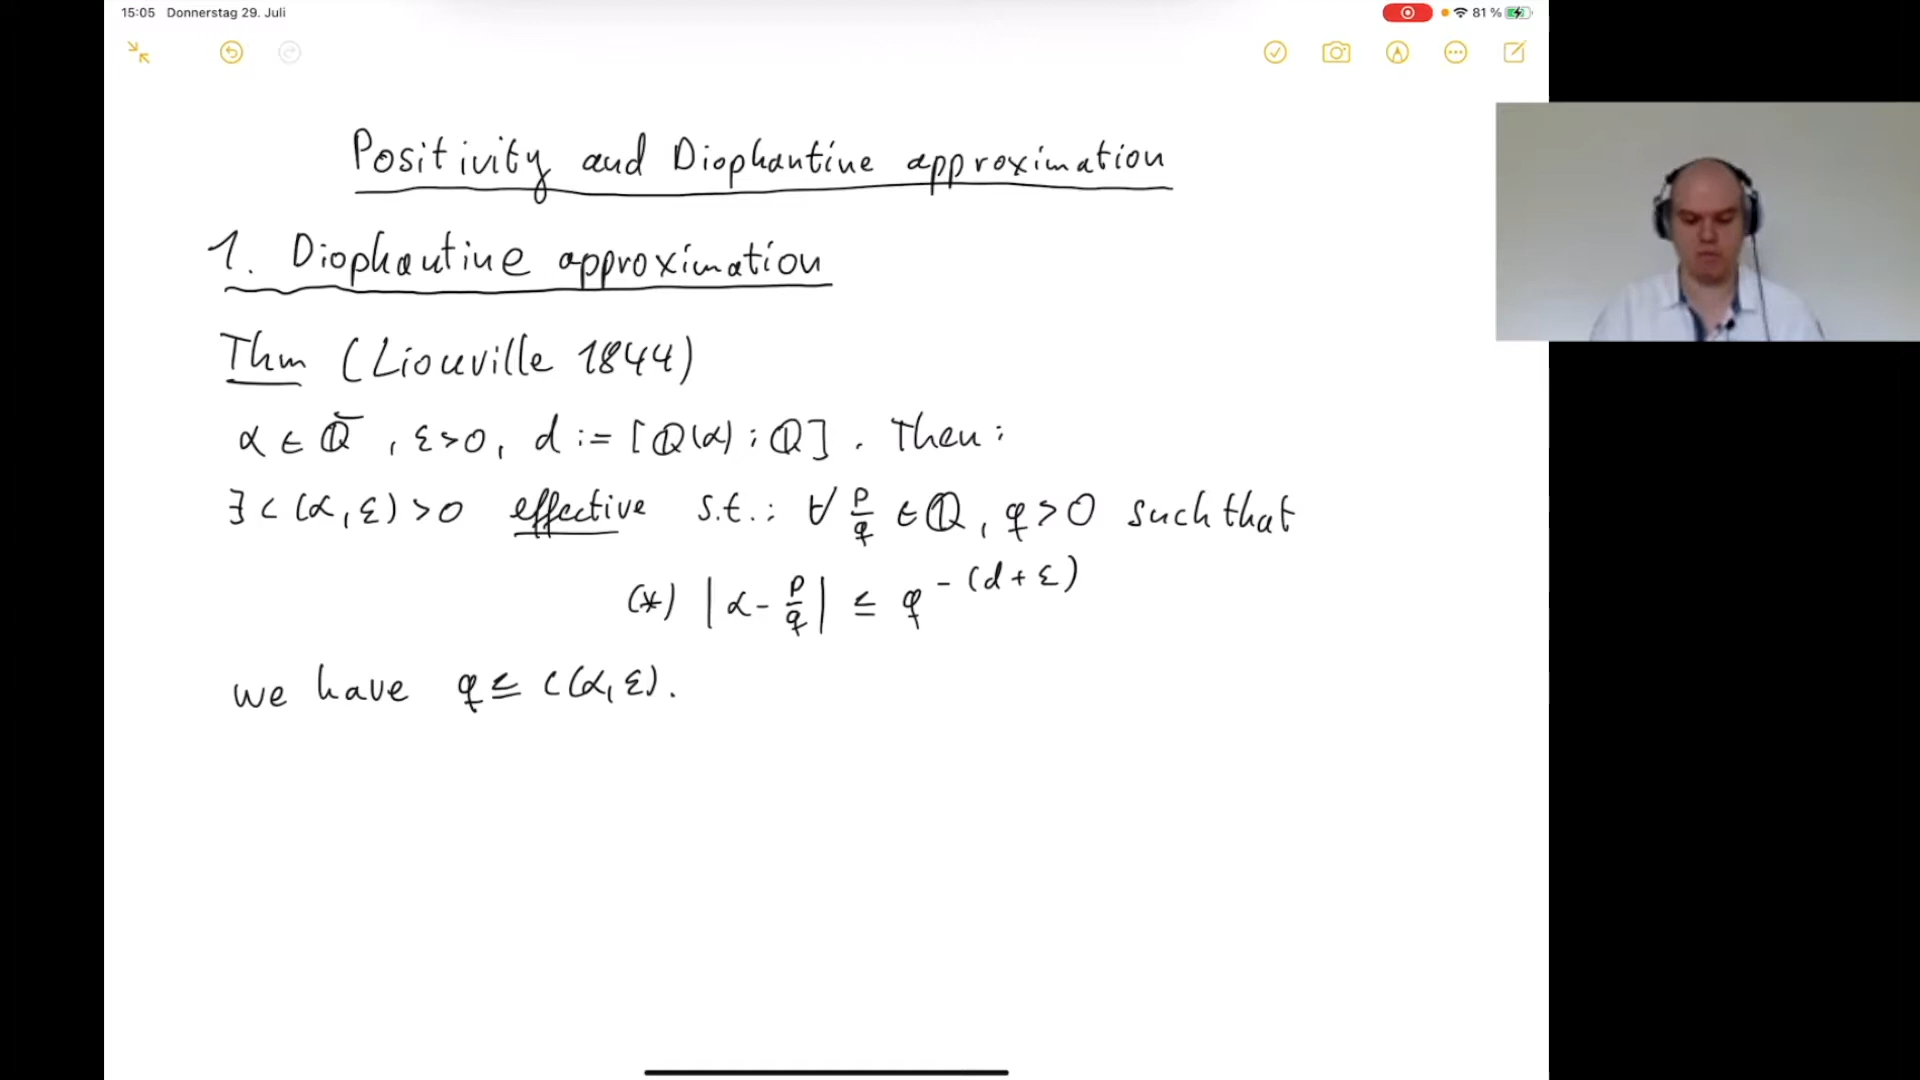 15:05 Donnerstag 29. Juli
81 %
Positivity and Diophantine approximation
1. Diophantine approximation
Thm (Liouville 1844)
α ∈ Q̄, ε>0, d := [Q(α) : Q]. Then:
∃ c(α, ε) >0 effective s.t.: ∀ p/q ∈ Q, q>0 such that
(*) |α - p/q| ≤ q^-(d+ε)
we have q ≤ c(α, ε).